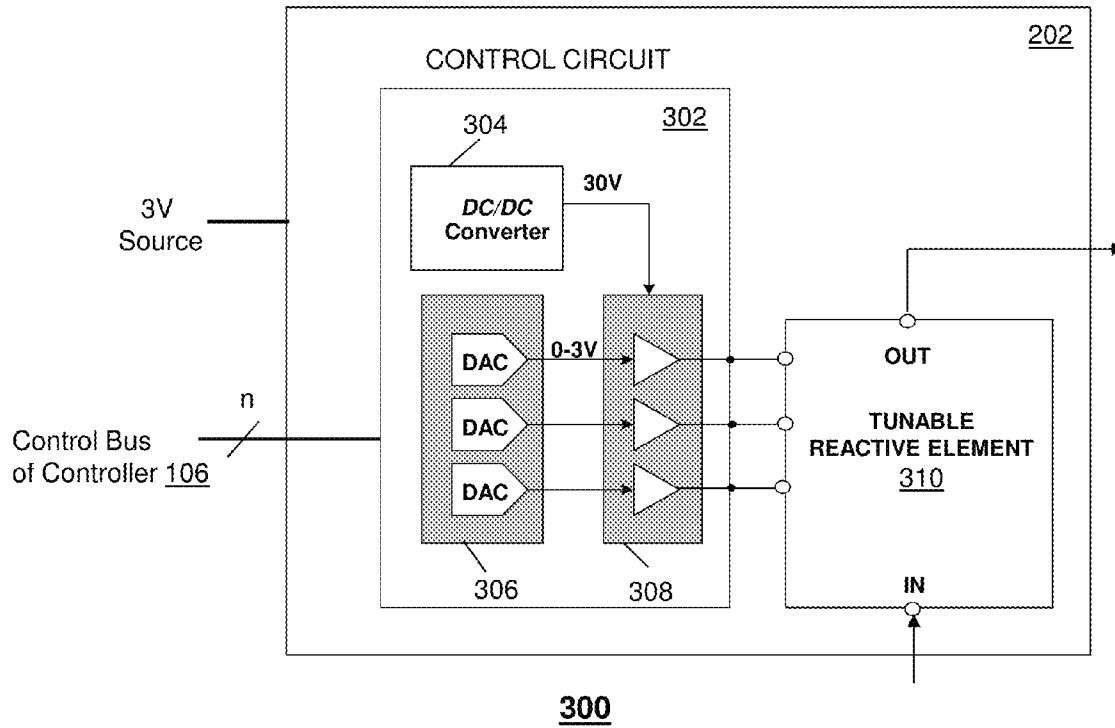 202
CONTROL CIRCUIT
302
304
30V
DC/DC
Converter
3V
Source
DAC
0-3V
DAC
DAC
OUT
TUNABLE
REACTIVE ELEMENT
310
n
Control Bus
of Controller 106
306
308
IN
300